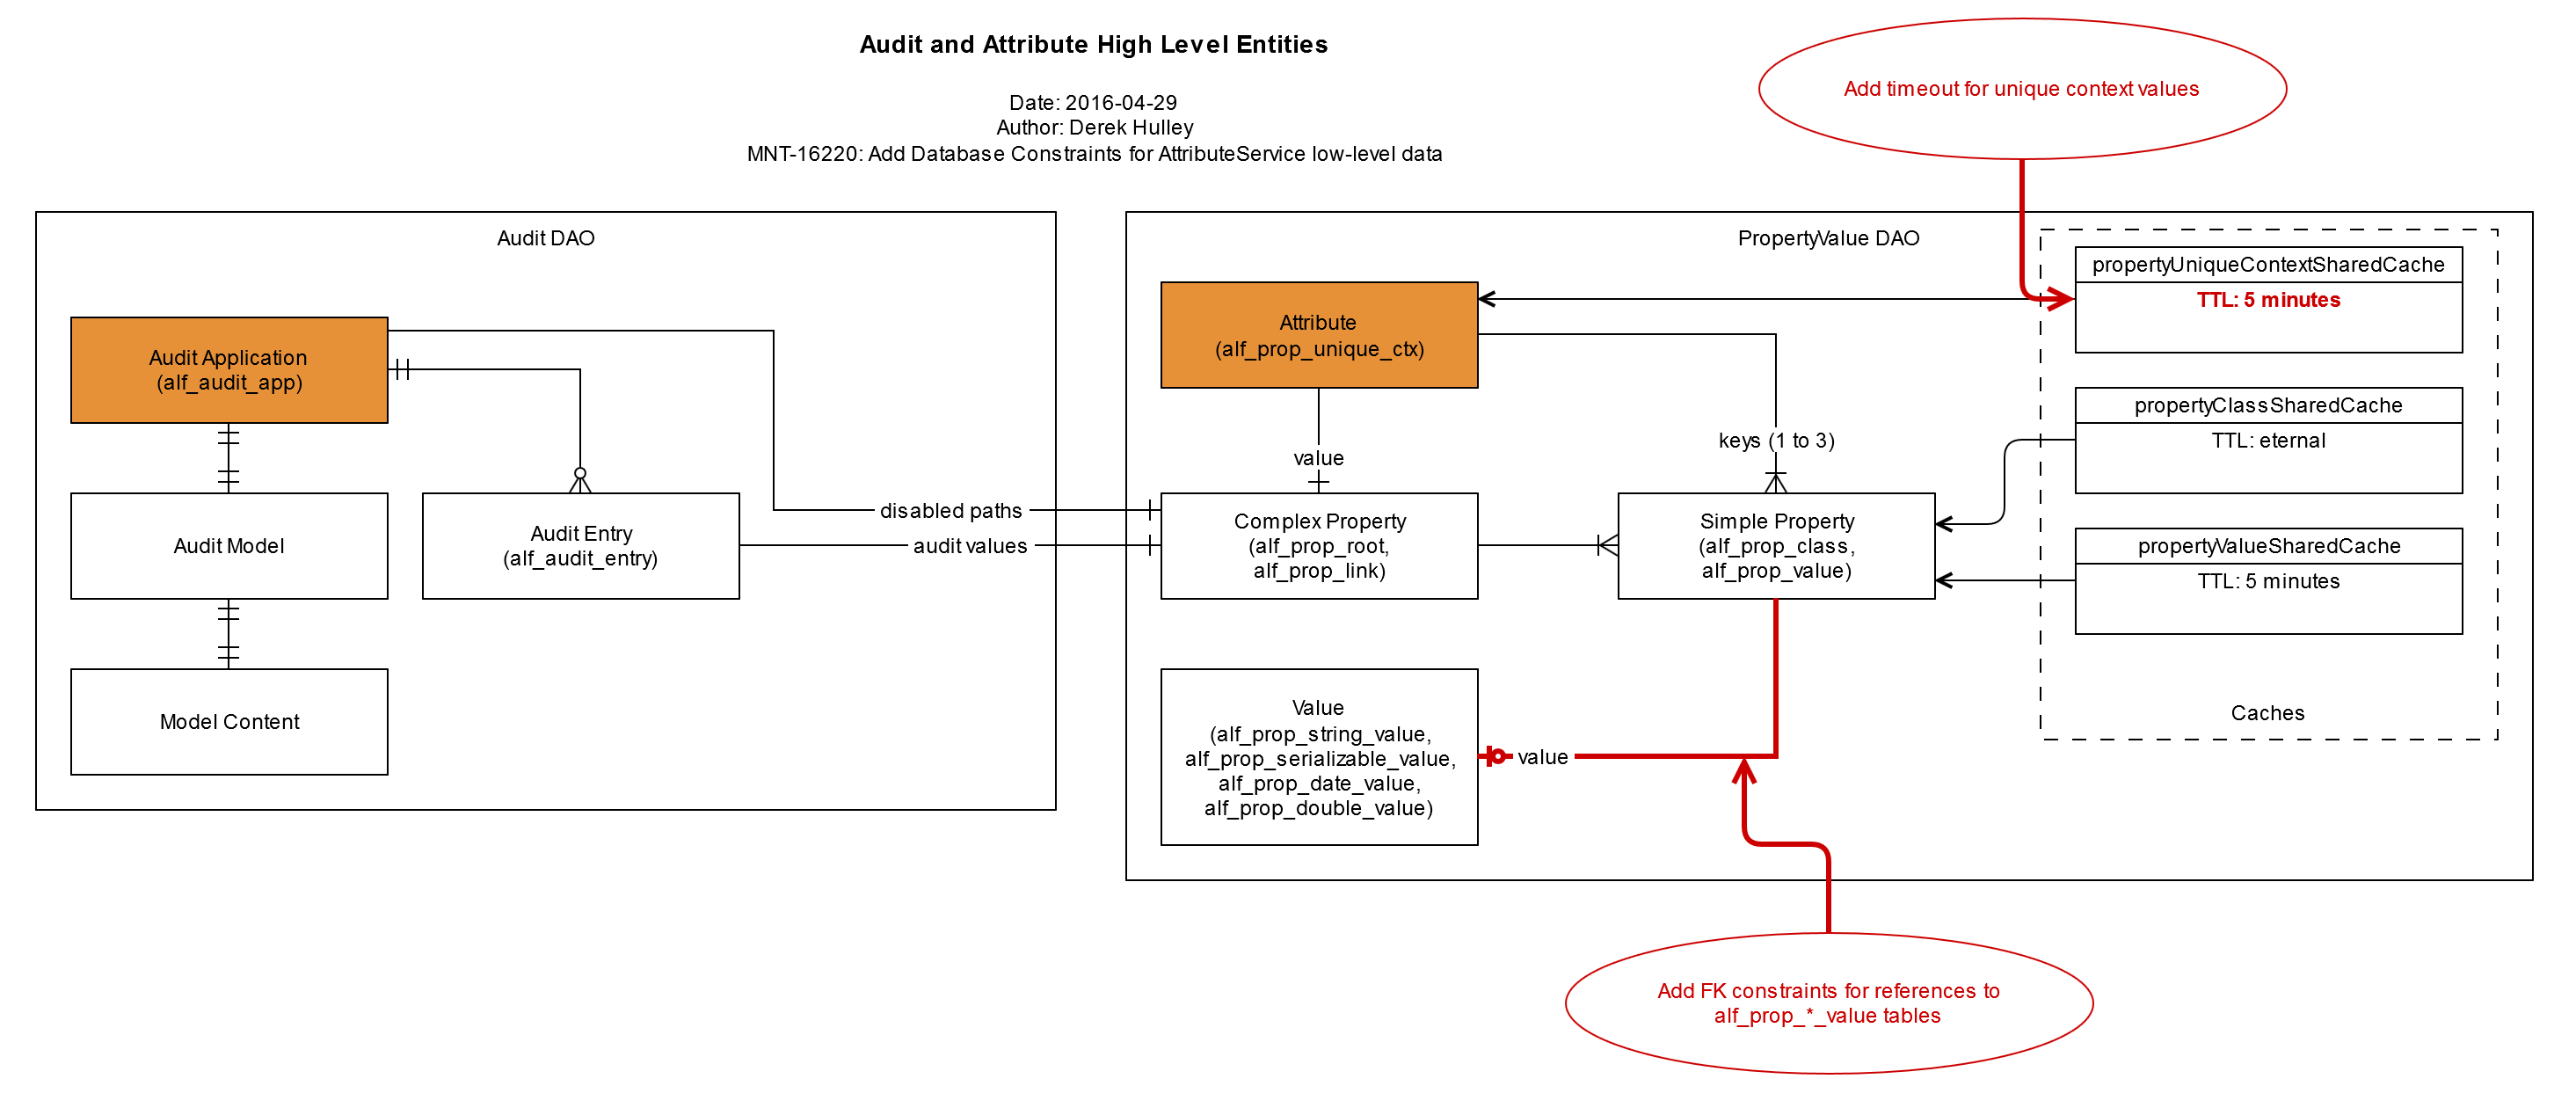 Audit and Attribute High Level Entities
Date: 2016-04-29
Author: Derek Hulley
MNT-16220: Add Database Constraints for AttributeService low-level data
Add timeout for unique context values
Audit DAO
Audit Application
(alf_audit_app)
Audit Model
Audit Entry
(alf_audit_entry)
Model Content
disabled paths
audit values
PropertyValue DAO
Attribute
(alf_prop_unique_ctx)
value
keys (1 to 3)
Complex Property
(alf_prop_root,
alf_prop_link)
Simple Property
(alf_prop_class,
alf_prop_value)
Value
(alf_prop_string_value,
alf_prop_serializable_value,
alf_prop_date_value,
alf_prop_double_value)
value
propertyUniqueContextSharedCache
TTL: 5 minutes
propertyClassSharedCache
TTL: eternal
propertyValueSharedCache
TTL: 5 minutes
Caches
Add FK constraints for references to
alf_prop_*_value tables